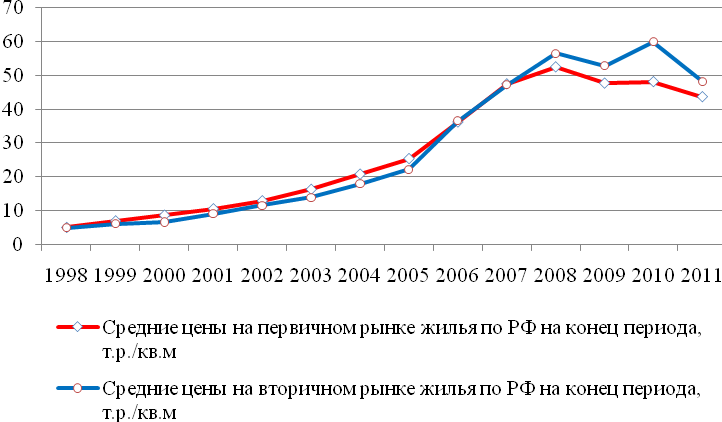 70
60
50
40
30
20
10
0
1998 1999 2000 2001 2002 2003 2004 2005 2006 2007 2008 2009 2010 2011
Средние цены на первичном рынке жилья по РФ на конец периода,
т.р./кв.м
Средние цены на вторичном рынке жилья по РФ на конец периода,
т.р./кв.м